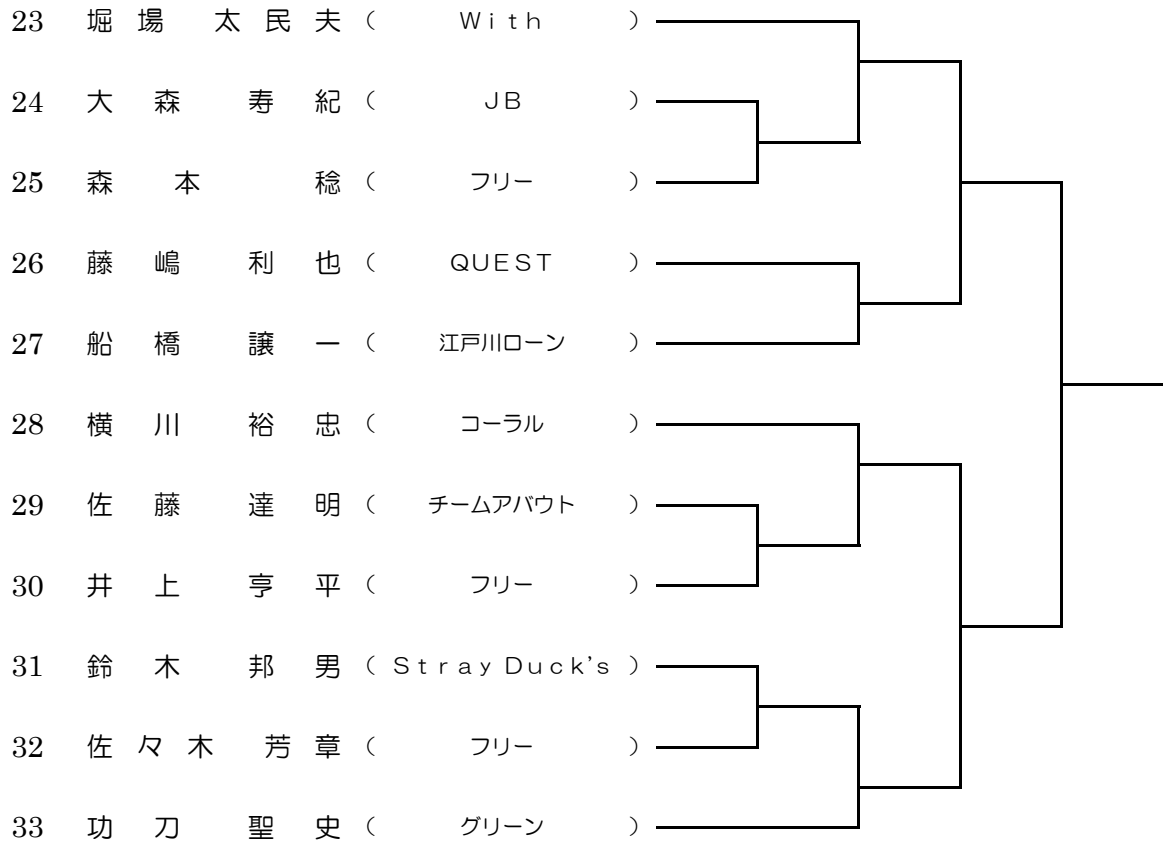 23 堀場 太民夫 ( With )
24 大森 寿紀 ( JB )
25 森本 稔 ( フリー )
26 藤嶋 利也 ( QUEST )
27 船橋 譲一 ( 江戸川ローン )
28 横川 裕忠 ( コーラル )
29 佐藤 達明 ( チームアバウト )
30 井上 亨平 ( フリー )
31 鈴木 邦男 ( Stray Duck's )
32 佐々木 芳章 ( フリー )
33 功刀 聖史 ( グリーン )